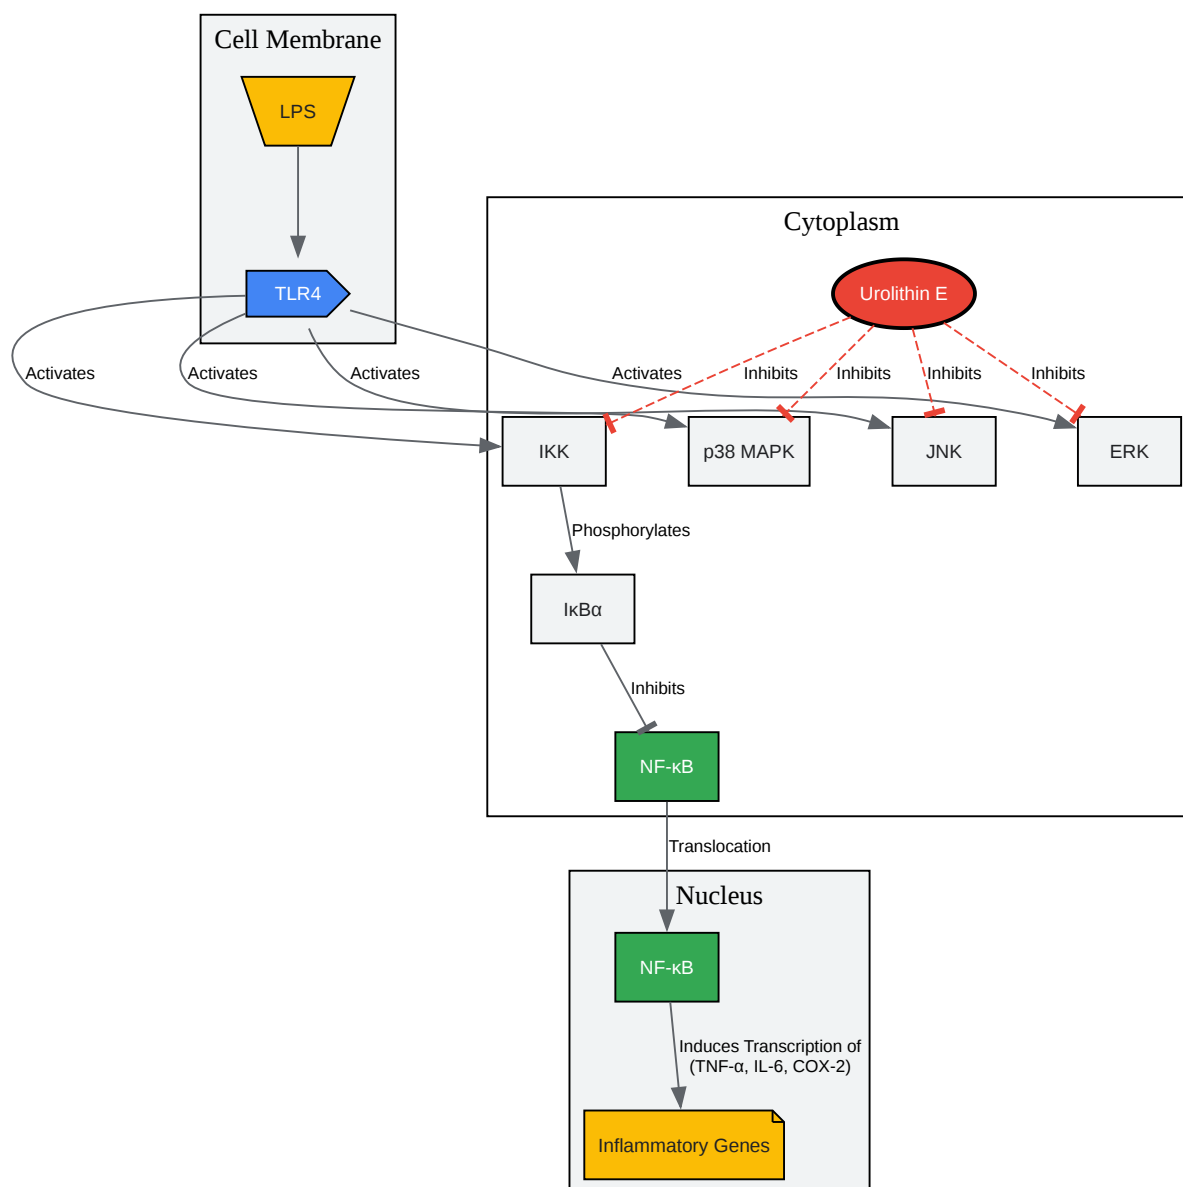 Cell Membrane
LPS
TLR4
Cytoplasm
Urolithin E
Activates
Activates
Activates
Activates
Inhibits
Inhibits
Inhibits
Inhibits
IKK
p38 MAPK
JNK
ERK
Phosphorylates
IκBα
Inhibits
NF-κB
Translocation
Nucleus
NF-κB
Induces Transcription of
(TNF-α, IL-6, COX-2)
Inflammatory Genes